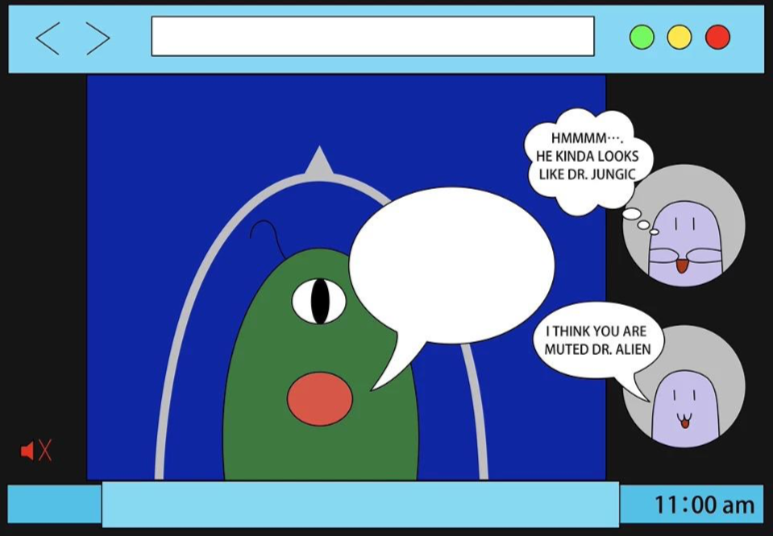 HMMMM….
HE KINDA LOOKS
LIKE DR. JUNGIC
I THINK YOU ARE
MUTED DR. ALIEN
11:00 am